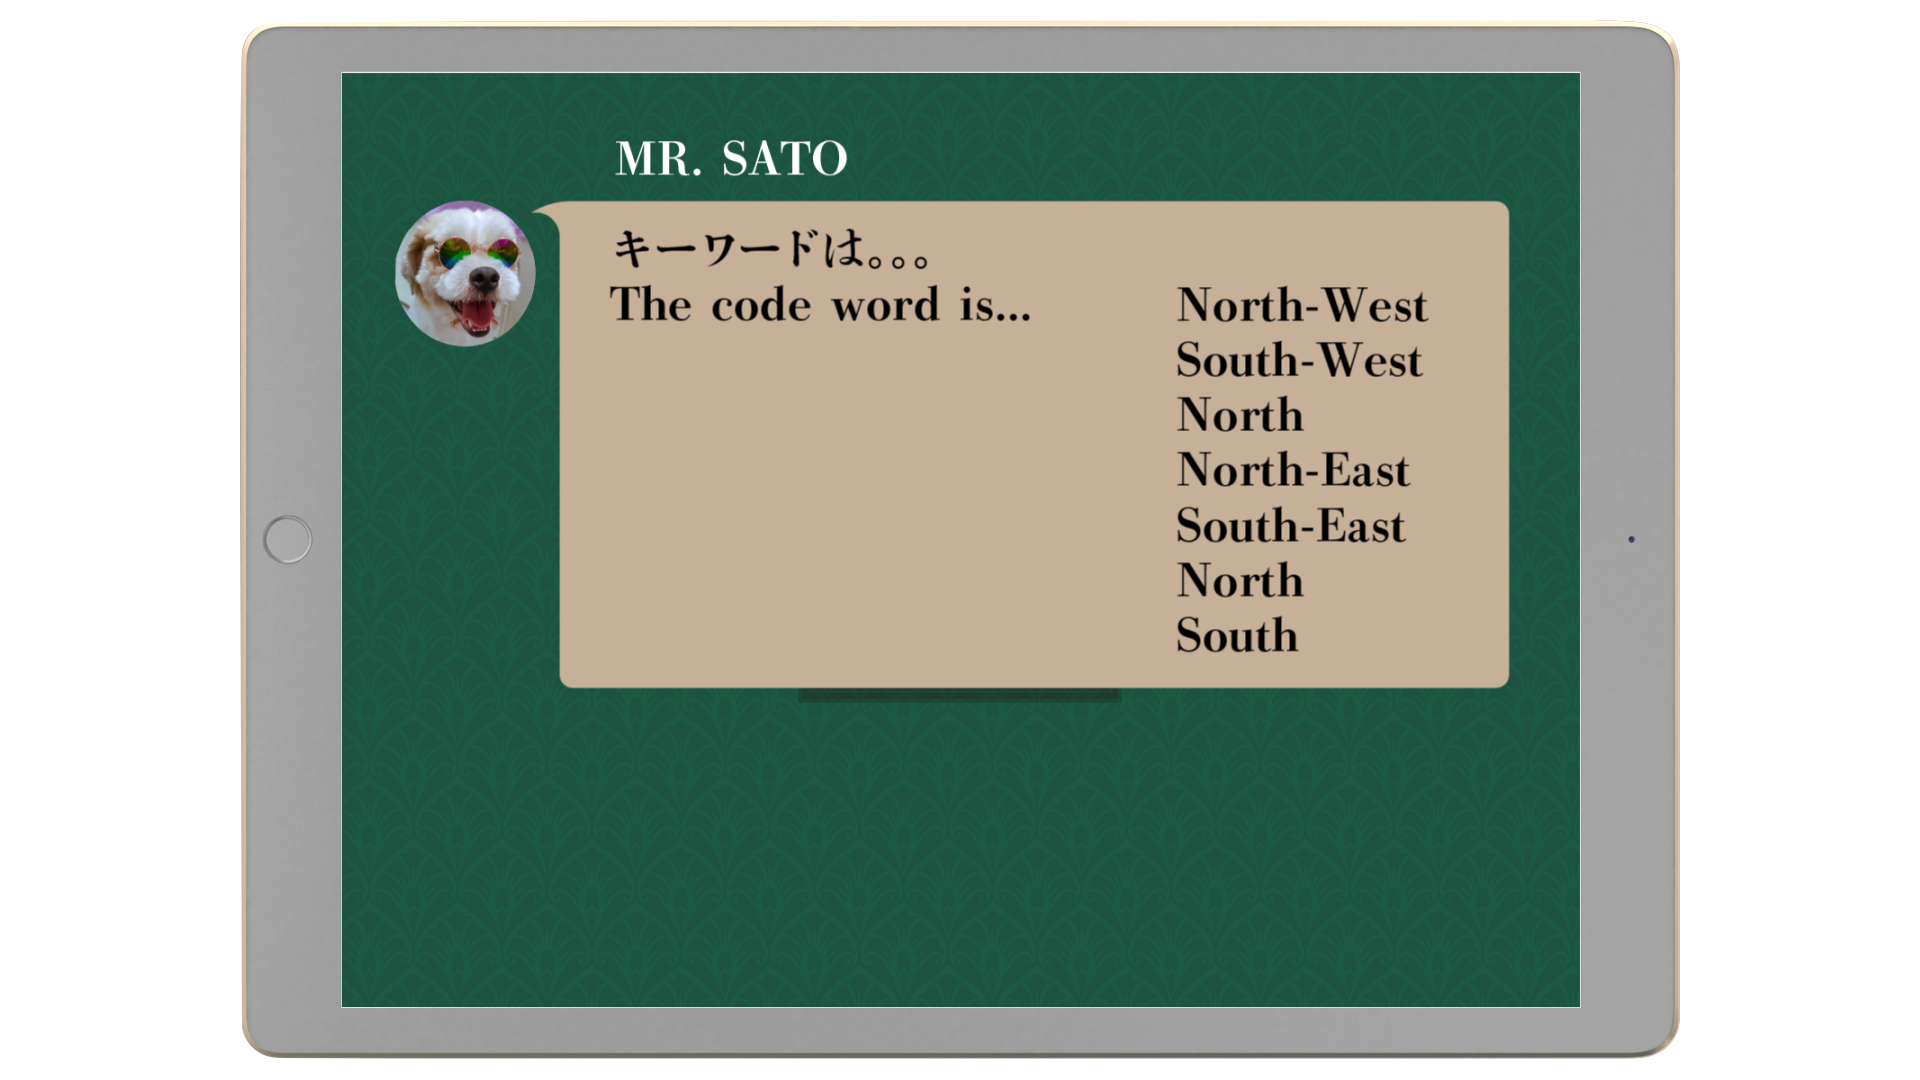 MR. SATO
キーワードは。。。
The code word is...
North-West
South-West
North
North-East
South-East
North
South